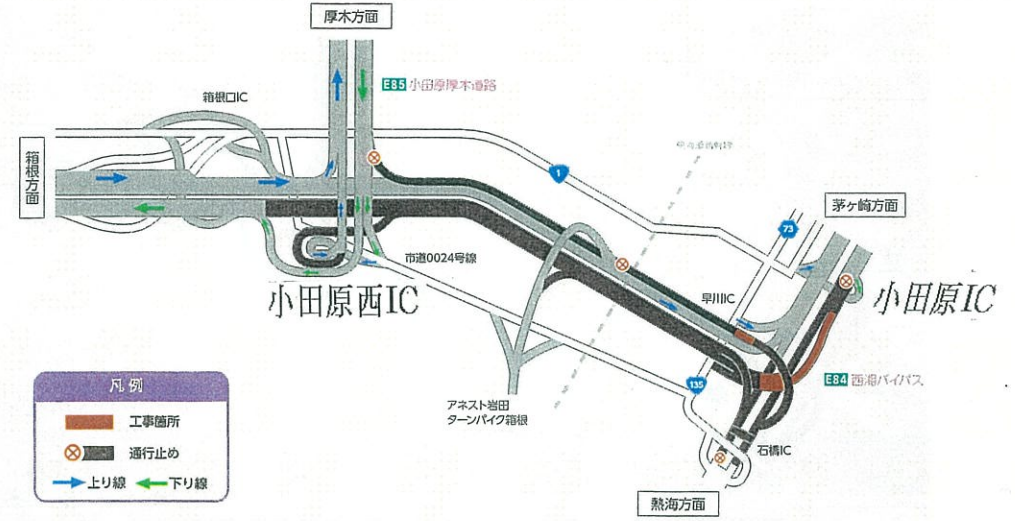 厚木方面
E85 小田原厚木道路
箱根口IC
箱根方面
1
茅ヶ崎方面
73
市道0024号線
小田原西IC
早川IC
小田原IC
135
E84 西湘バイパス
アネスト岩田
ターンパイク箱根
石橋IC
熱海方面
凡例
工事箇所
通行止め
上り線
下り線